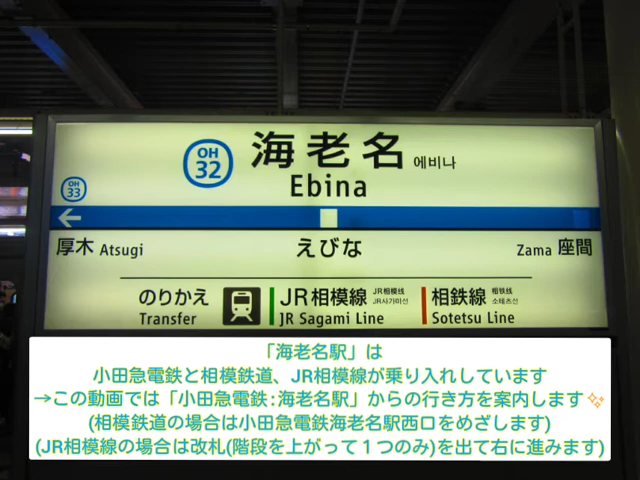 OH 32
海老名 에비나
Ebina
OH 33
厚木 Atsugi
えびな
Zama 座間
のりかえ
Transfer
JR相模線
JR相模线
JR사가미선
JR Sagami Line
相鉄線
相铁线
소테츠선
Sotetsu Line
「海老名駅」は
小田急電鉄と相模鉄道、JR相模線が乗り入れしています
→この動画では「小田急電鉄:海老名駅」からの行き方を案内します✨
(相模鉄道の場合は小田急電鉄海老名駅西口をめざします)
(JR相模線の場合は改札(階段を上がって１つのみ)を出て右に進みます)